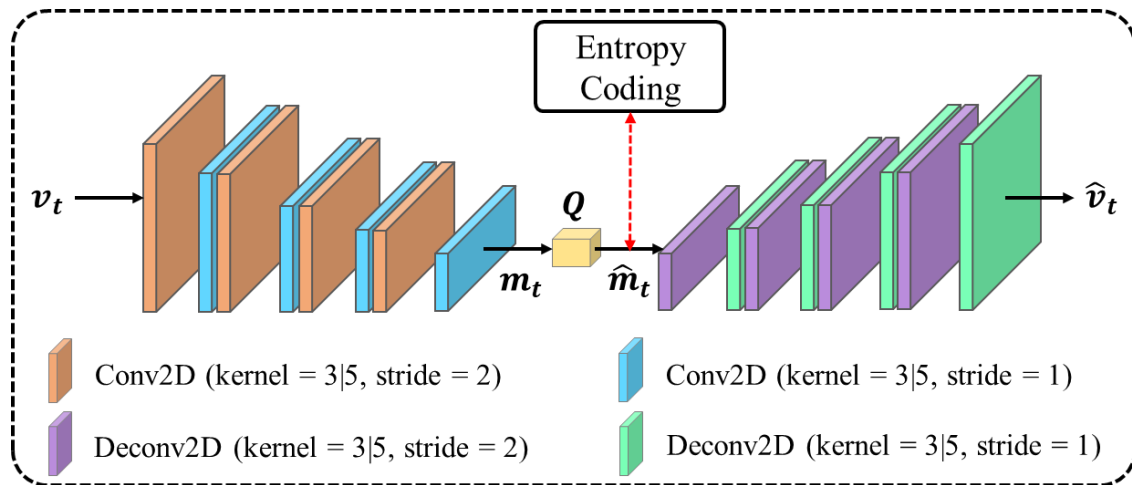 Entropy
Coding
v_t
Q
v̂_t
m_t
m̂_t
Conv2D (kernel = 3|5, stride = 2)
Conv2D (kernel = 3|5, stride = 1)
Deconv2D (kernel = 3|5, stride = 2)
Deconv2D (kernel = 3|5, stride = 1)